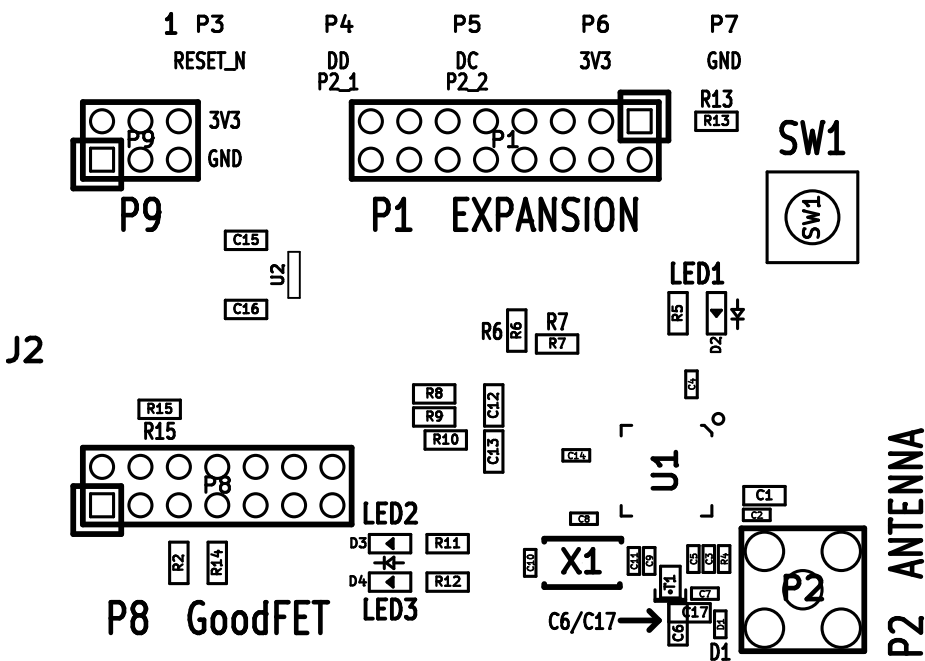 1 P3 P4 P5 P6 P7
RESET_N DD DC 3V3 GND
P2_1 P2_2
R13
R13
3V3
P9
P1
GND
SW1
SW1
P9
P1 EXPANSION
C15
U2
C16
LED1
R5
D2
R6
R6
R7
R7
J2
C4
R8
R9
R10
C12
C13
R15
R15
C14
U1
P8
C1
C2
C8
LED2
D3
R11
D4
R12
LED3
R2
R14
P8 GoodFET
C10
X1
C11
C9
C5
C3
R4
T1
C7
C17
C6
C6/C17
D1
D1
P2
P2 ANTENNA